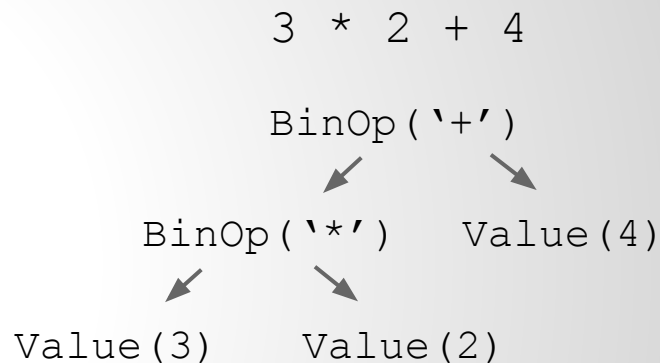 3 * 2 + 4
BinOp(‘+’)
BinOp(‘*’) Value(4)
Value(3) Value(2)